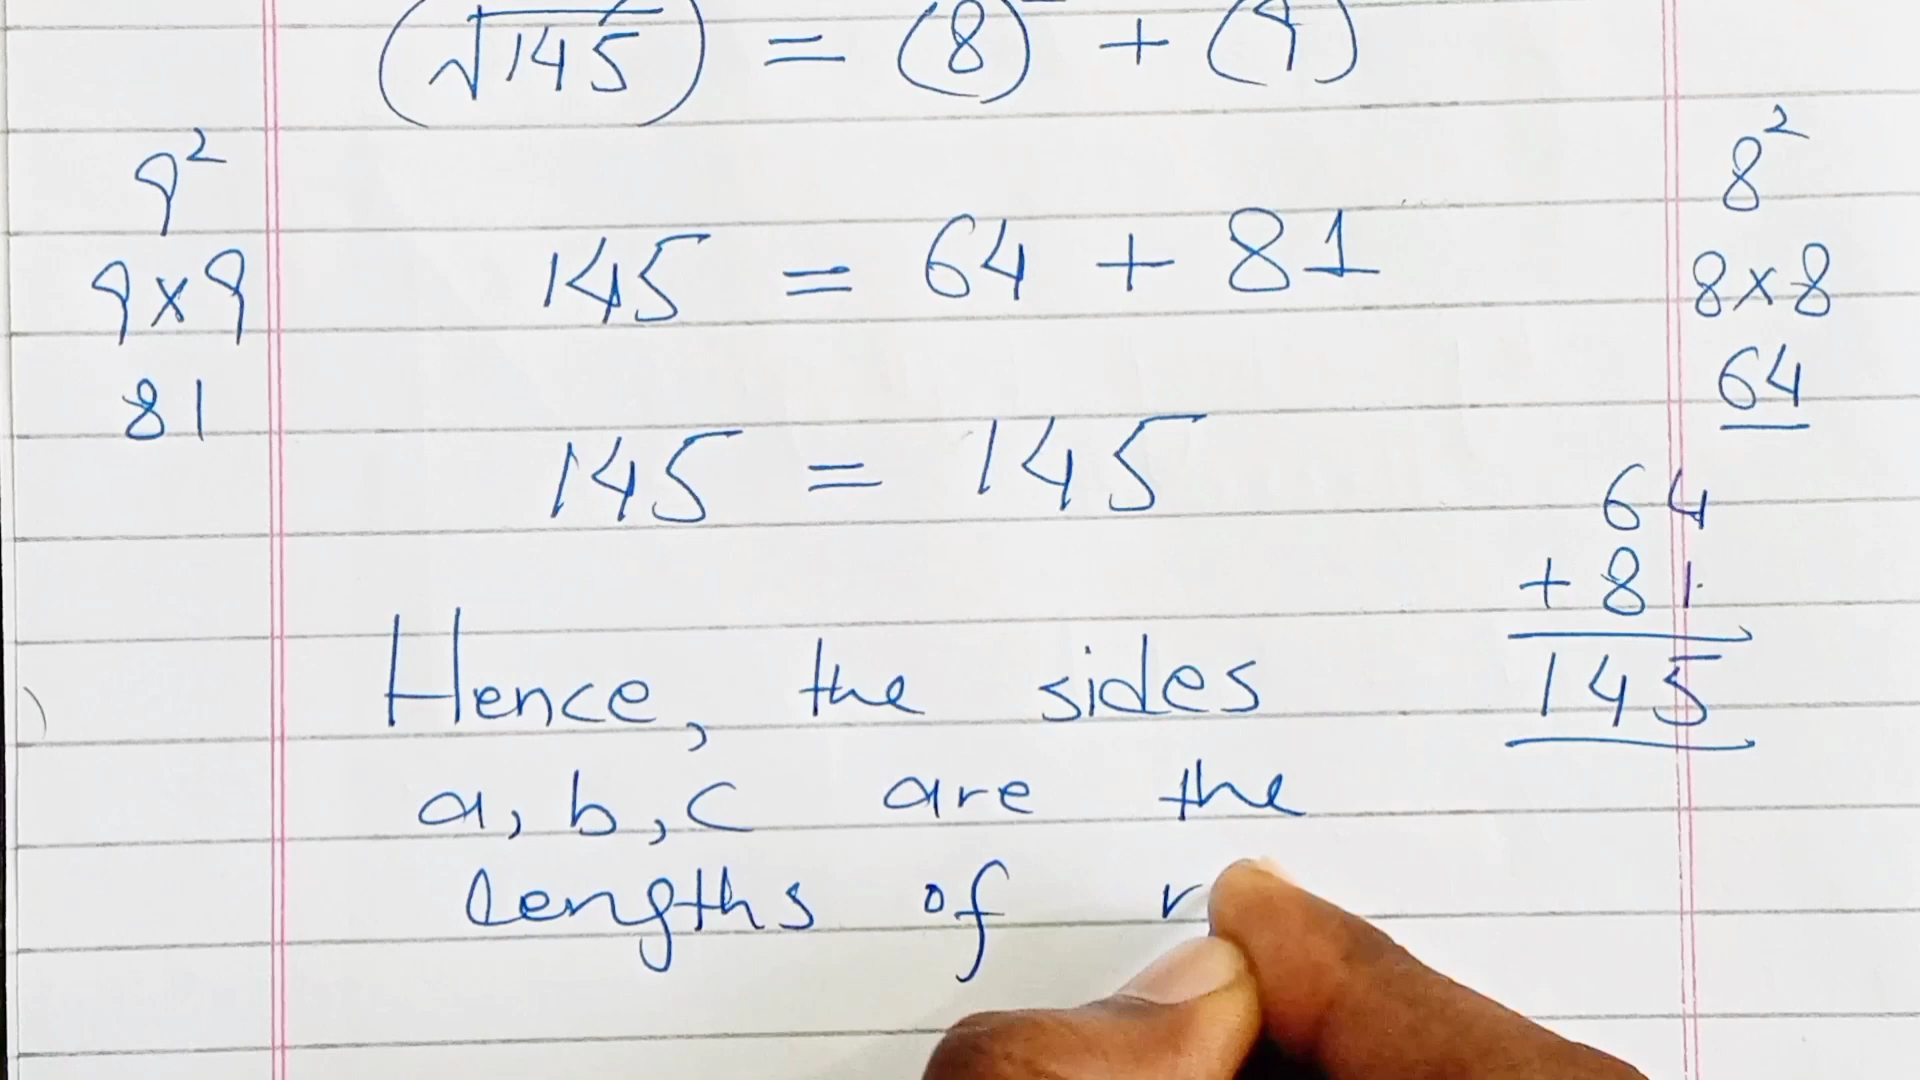 (√145) = (8) + (9)
9²
9×9
81
145 = 64 + 81
145 = 145
8²
8×8
64
64
+ 81
145
Hence, the sides
a, b, c are the
lengths of r